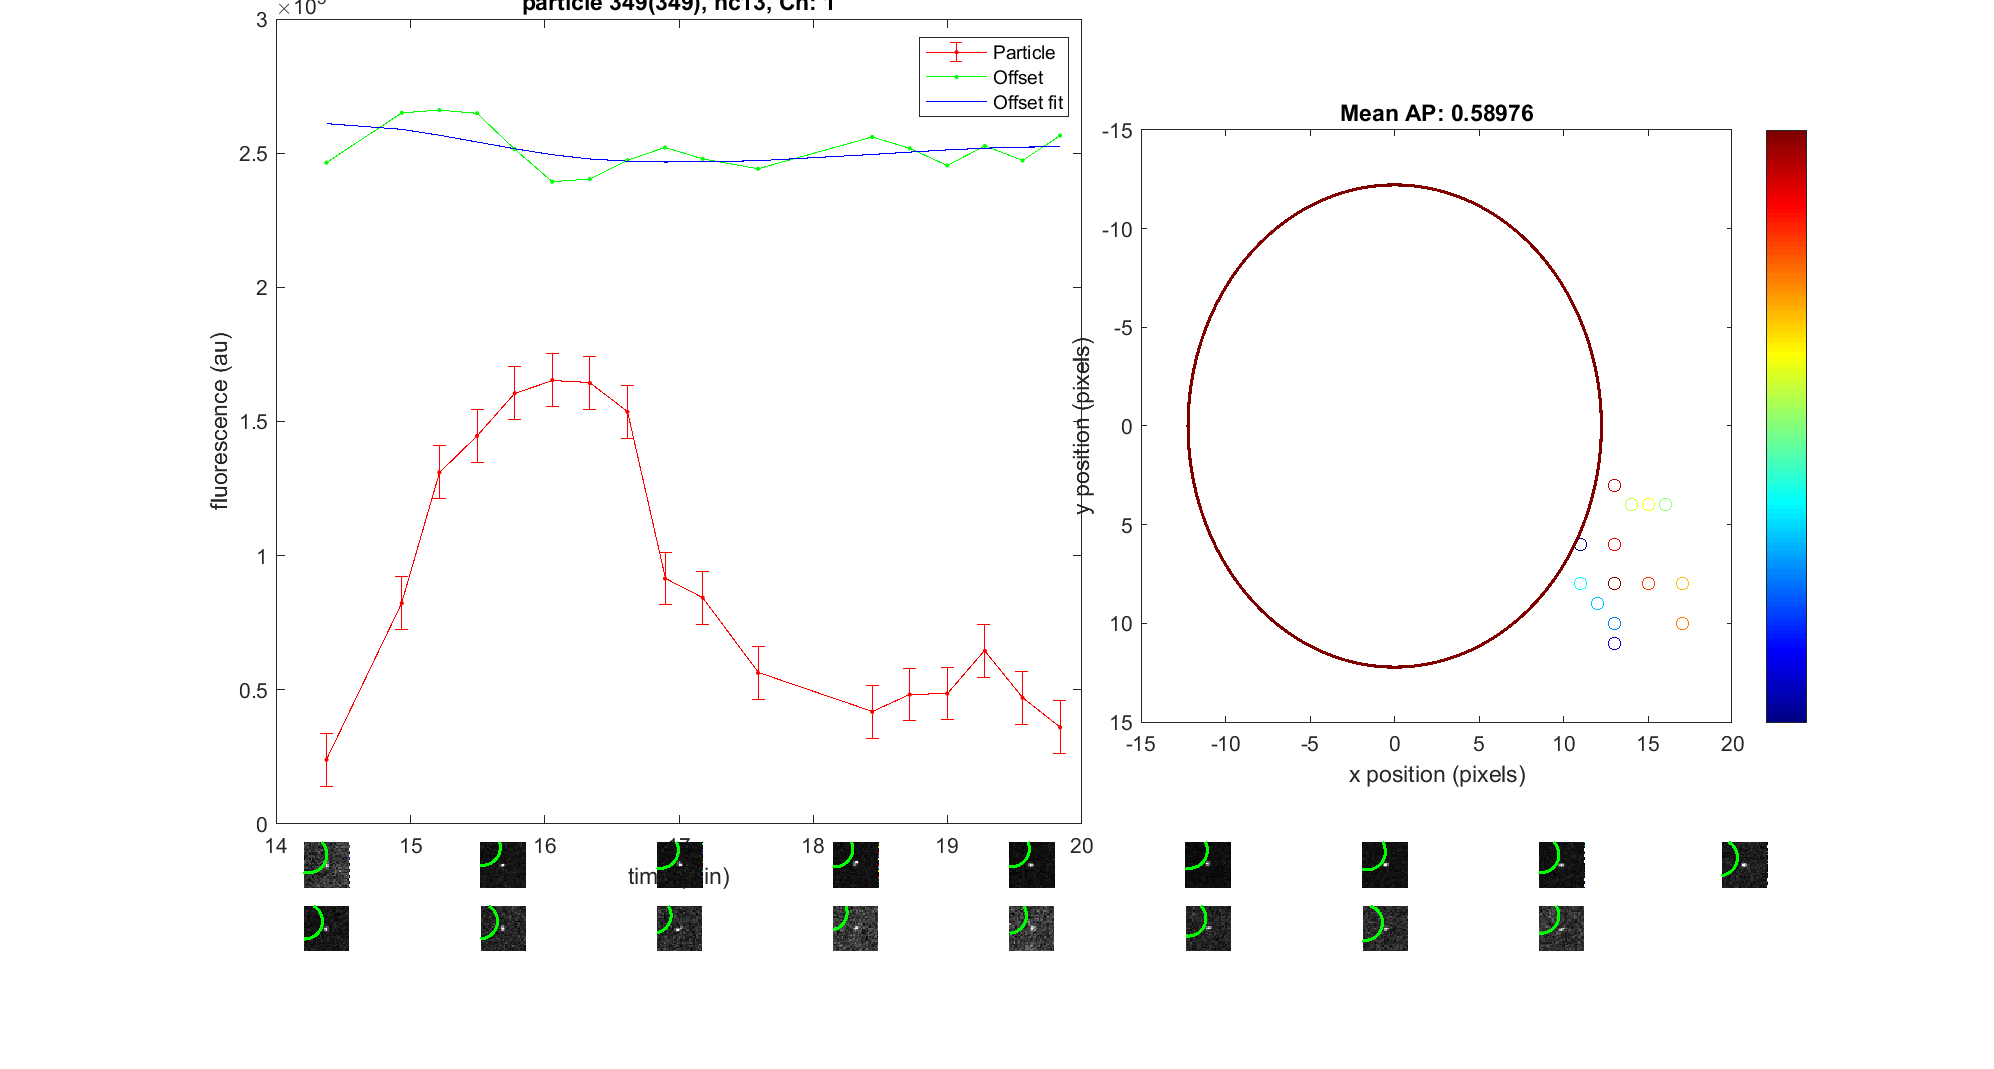 particle 349(349), nc13, Ch: 1
3
2.5
2
1.5
1
0.5
0
fluorescence (au)
14 15 16 17 18 19 20
Particle
Offset
Offset fit
Mean AP: 0.58976
-15
-10
-5
0
5
10
15
y position (pixels)
-15 -10 -5 0 5 10 15 20
x position (pixels)